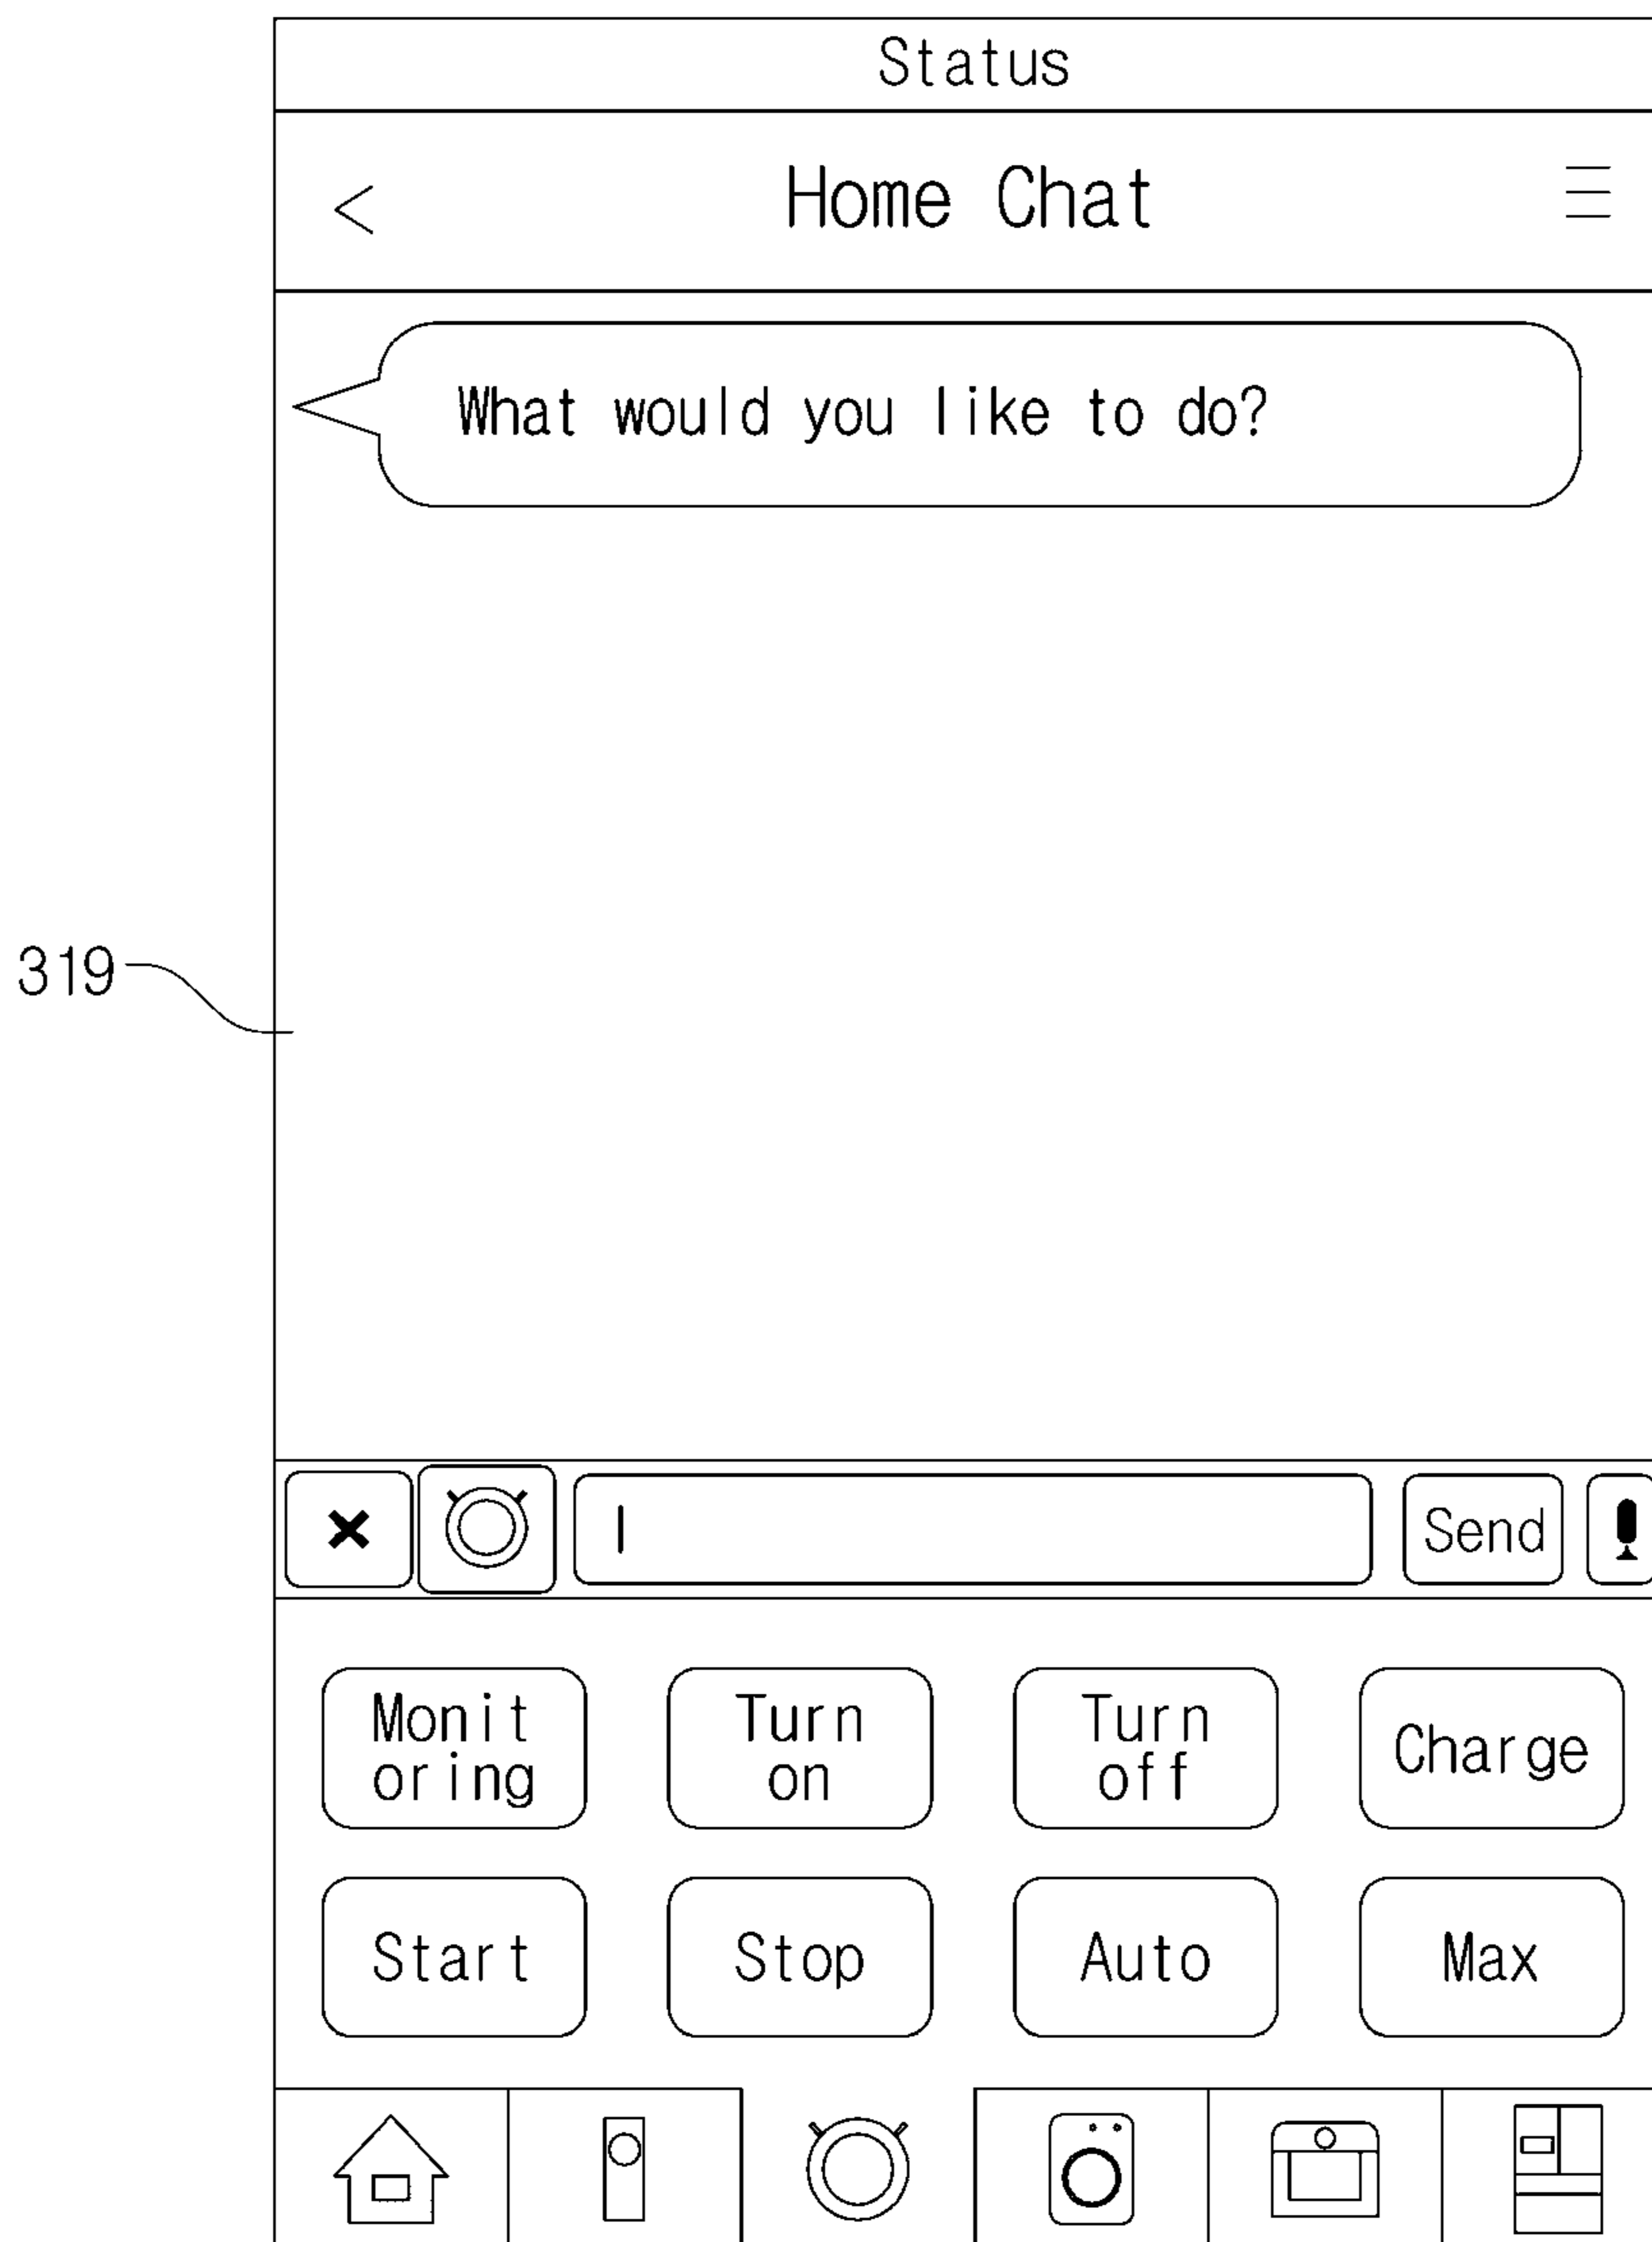 Status
Home Chat
What would you like to do?
319
Send
Monit
oring
Turn
on
Turn
off
Charge
Start
Stop
Auto
Max